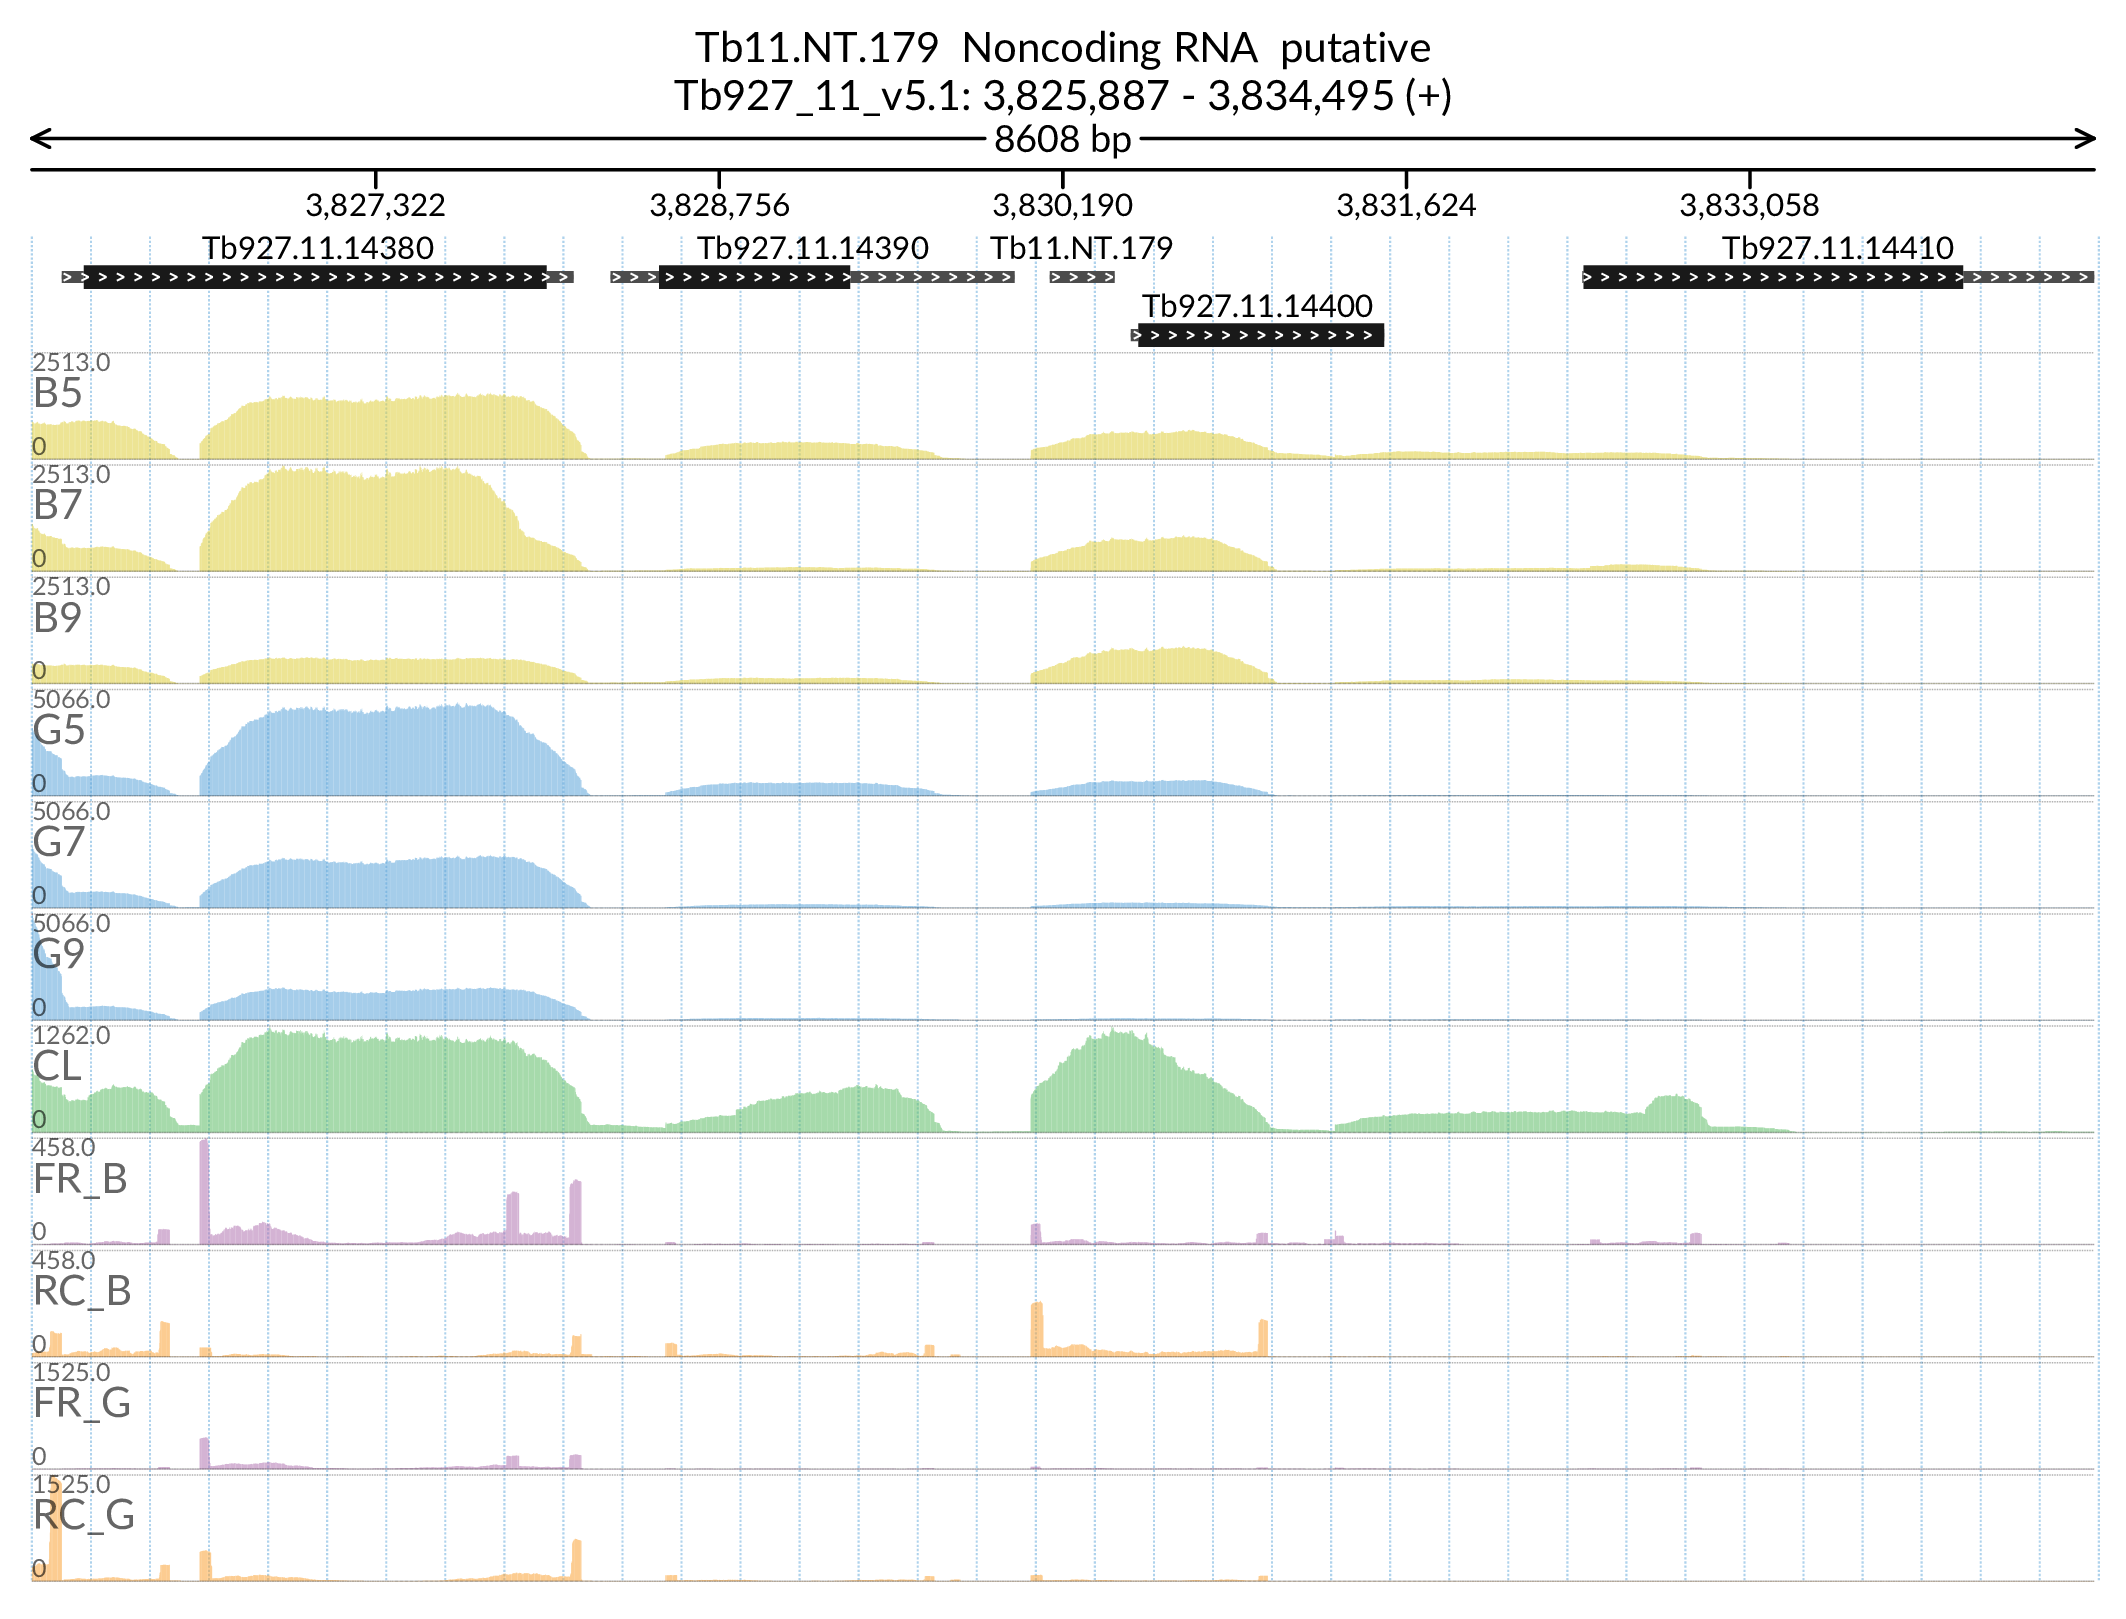 Tb11.NT.179 Noncoding RNA putative
Tb927_11_v5.1: 3,825,887 - 3,834,495 (+)
8608 bp
3,827,322 3,828,756 3,830,190 3,831,624 3,833,058
Tb927.11.14380 Tb927.11.14390 Tb11.NT.179 Tb927.11.14410
Tb927.11.14400
2513.0
B5
0
2513.0
B7
0
2513.0
B9
0
5066.0
G5
0
5066.0
G7
0
5066.0
G9
0
1262.0
CL
0
458.0
FR_B
0
458.0
RC_B
0
1525.0
FR_G
0
1525.0
RC_G
0